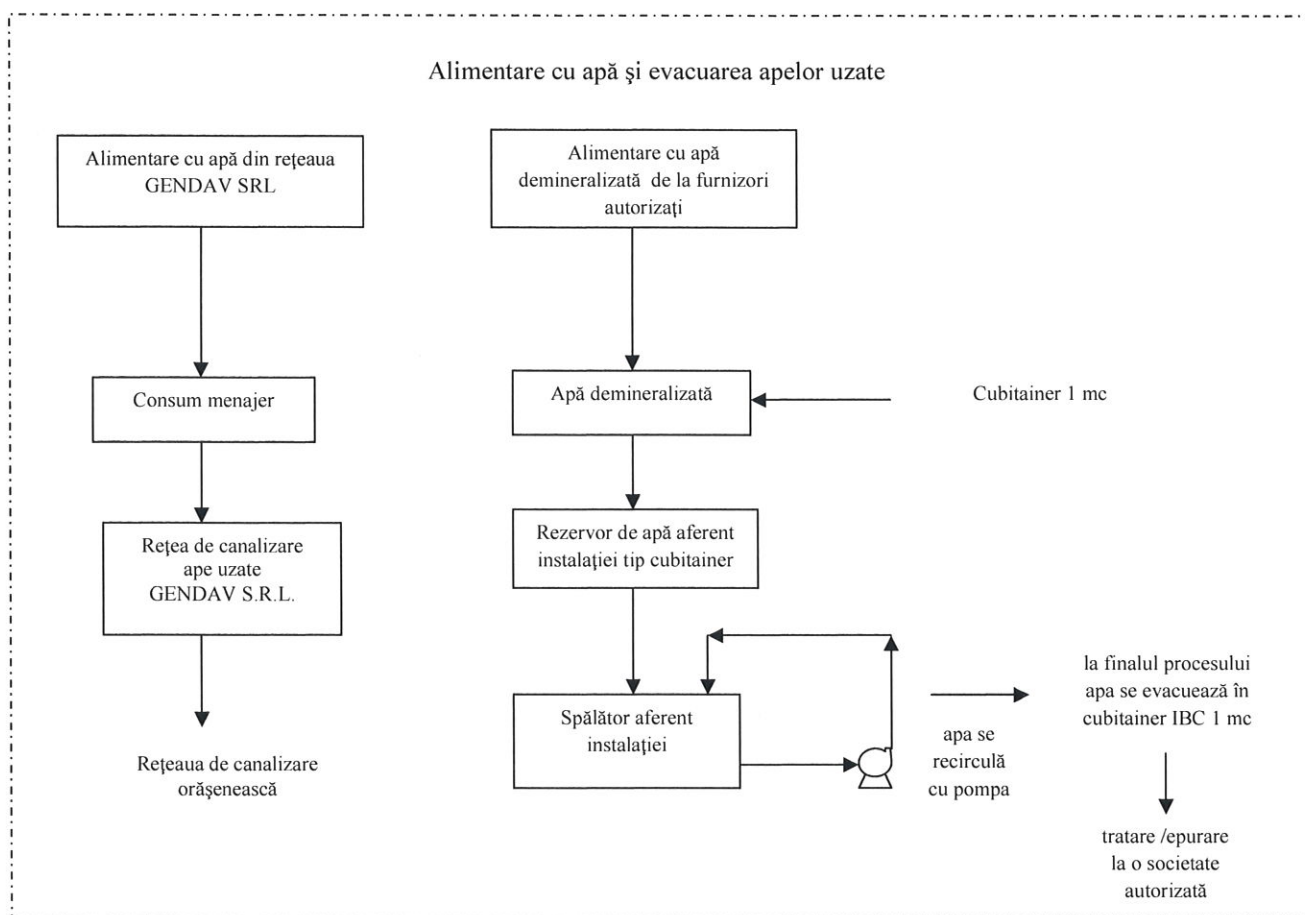 Alimentare cu apă şi evacuarea apelor uzate
Alimentare cu apă din reţeaua
GENDAV SRL
Consum menajer
Reţea de canalizare
ape uzate
GENDAV S.R.L.
Reţeaua de canalizare
orăşenească
Alimentare cu apă
demineralizată de la furnizori
autorizaţi
Apă demineralizată
Cubitainer 1 mc
Rezervor de apă aferent
instalaţiei tip cubitainer
Spălător aferent
instalaţiei
apa se
recirculă
cu pompa
la finalul procesului
apa se evacuează în
cubitainer IBC 1 mc
tratare /epurare
la o societate
autorizată